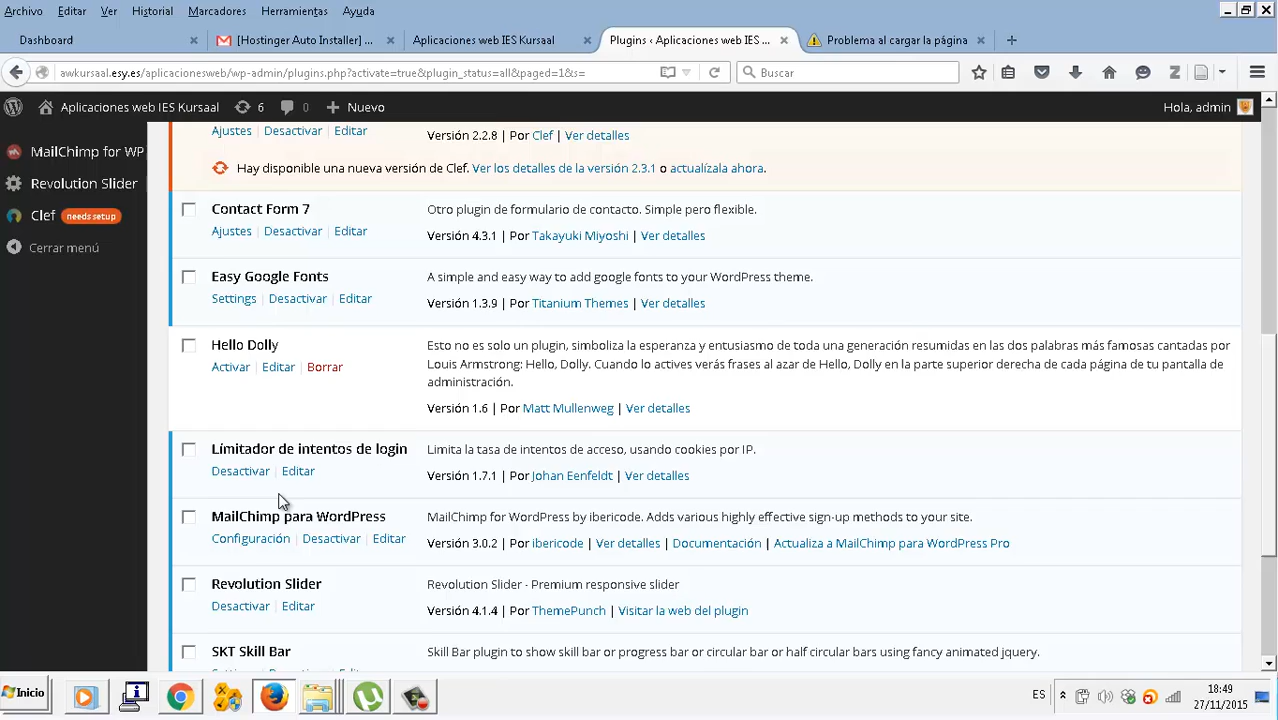 Archivo Editar Ver Historial Marcadores Herramientas Ayuda
Dashboard × [Hostinger Auto Installer] ... × Aplicaciones web IES Kursaal × Plugins ‹ Aplicaciones web IES ... × Problema al cargar la página ×
awkursaal.esy.es/aplicacionesweb/wp-admin/plugins.php?activate=true&plugin_status=all&paged=1&s= Buscar
Aplicaciones web IES Kursaal 6 0 Nuevo Hola, admin
MailChimp for WP
Revolution Slider
Clef needs setup
Cerrar menú
Ajustes | Desactivar | Editar
Versión 2.2.8 | Por Clef | Ver detalles
Hay disponible una nueva versión de Clef. Ver los detalles de la versión 2.3.1 o actualízala ahora.
Contact Form 7
Ajustes | Desactivar | Editar
Otro plugin de formulario de contacto. Simple pero flexible.
Versión 4.3.1 | Por Takayuki Miyoshi | Ver detalles
Easy Google Fonts
Settings | Desactivar | Editar
A simple and easy way to add google fonts to your WordPress theme.
Versión 1.3.9 | Por Titanium Themes | Ver detalles
Hello Dolly
Activar | Editar | Borrar
Esto no es solo un plugin, simboliza la esperanza y entusiasmo de toda una generación resumidas en las dos palabras más famosas cantadas por
Louis Armstrong: Hello, Dolly. Cuando lo actives verás frases al azar de Hello, Dolly en la parte superior derecha de cada página de tu pantalla de
administración.
Versión 1.6 | Por Matt Mullenweg | Ver detalles
Límitador de intentos de login
Desactivar | Editar
Limita la tasa de intentos de acceso, usando cookies por IP.
Versión 1.7.1 | Por Johan Eenfeldt | Ver detalles
MailChimp para WordPress
Configuración | Desactivar | Editar
MailChimp for WordPress by ibericode. Adds various highly effective sign-up methods to your site.
Versión 3.0.2 | Por ibericode | Ver detalles | Documentación | Actualiza a MailChimp para WordPress Pro
Revolution Slider
Desactivar | Editar
Revolution Slider - Premium responsive slider
Versión 4.1.4 | Por ThemePunch | Visitar la web del plugin
SKT Skill Bar
Skill Bar plugin to show skill bar or progress bar or circular bar or half circular bars using fancy animated jquery.
Inicio ES 18:49
27/11/2015